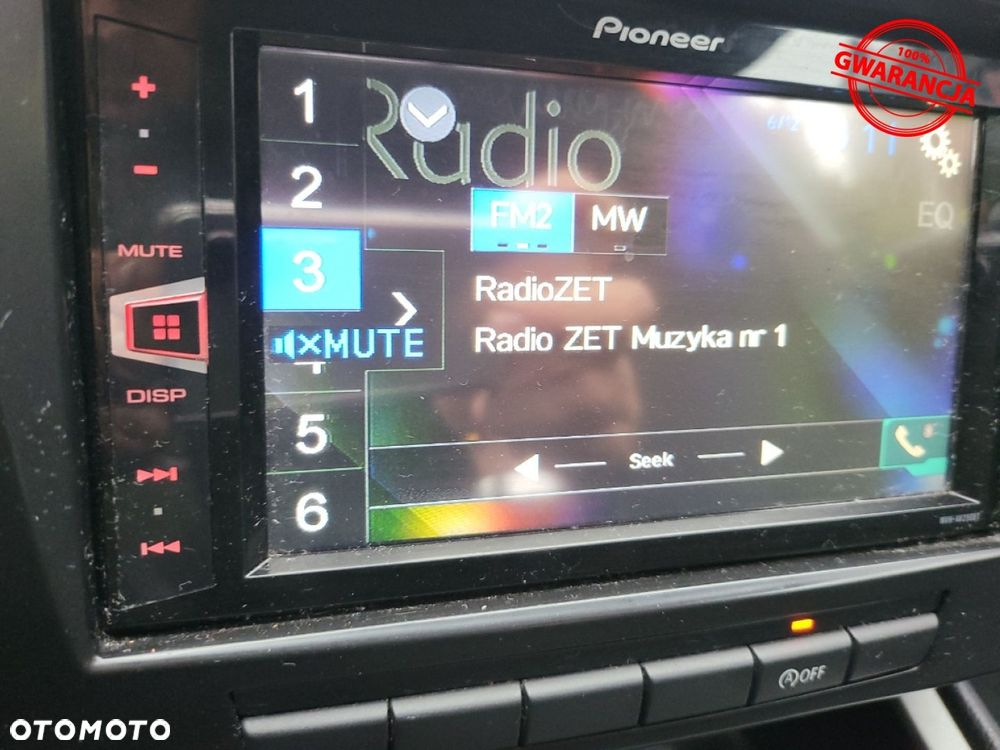 Pioneer
100%
GWARANCJA
1
Radio
2
FM2 MW
EQ
MUTE
3
RadioZET
MUTE
Radio ZET Muzyka nr 1
DISP
5
Seek
6
OFF
OTOMOTO